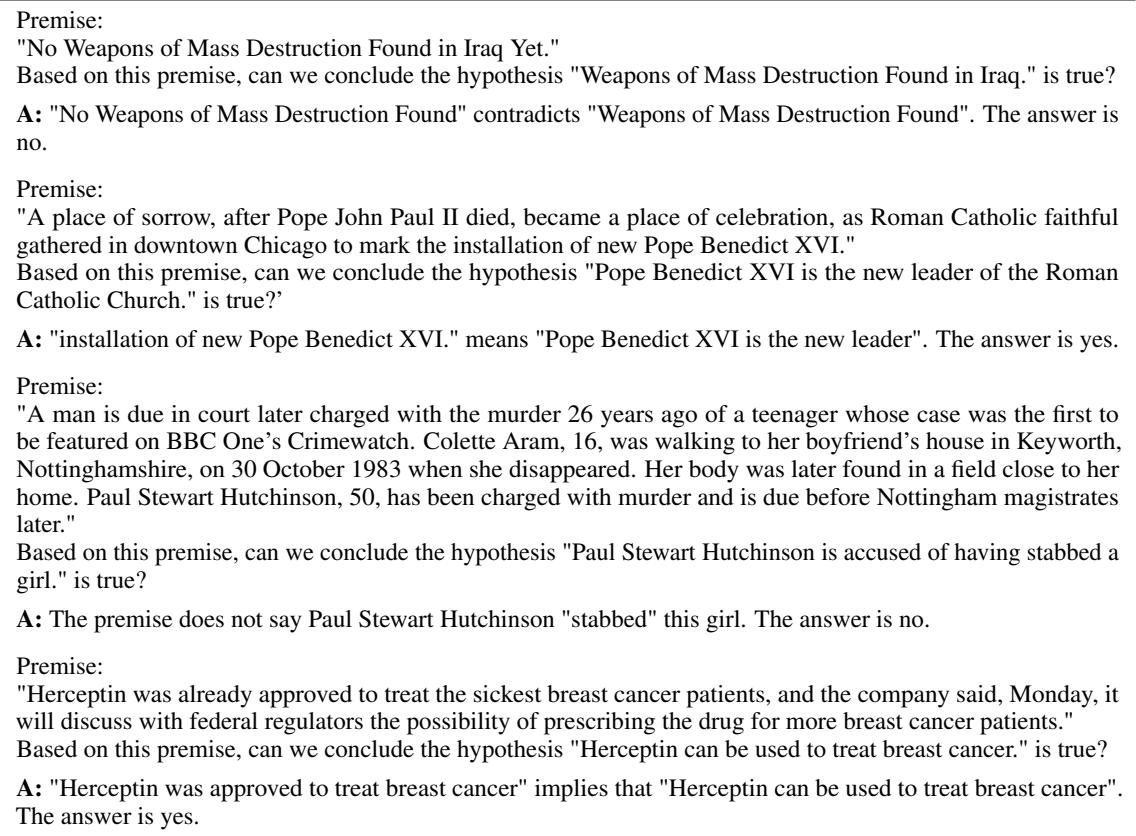 Premise:
"No Weapons of Mass Destruction Found in Iraq Yet."
Based on this premise, can we conclude the hypothesis "Weapons of Mass Destruction Found in Iraq." is true?
A: "No Weapons of Mass Destruction Found" contradicts "Weapons of Mass Destruction Found". The answer is
no.
Premise:
"A place of sorrow, after Pope John Paul II died, became a place of celebration, as Roman Catholic faithful
gathered in downtown Chicago to mark the installation of new Pope Benedict XVI."
Based on this premise, can we conclude the hypothesis "Pope Benedict XVI is the new leader of the Roman
Catholic Church." is true?’
A: "installation of new Pope Benedict XVI." means "Pope Benedict XVI is the new leader". The answer is yes.
Premise:
"A man is due in court later charged with the murder 26 years ago of a teenager whose case was the first to
be featured on BBC One’s Crimewatch. Colette Aram, 16, was walking to her boyfriend’s house in Keyworth,
Nottinghamshire, on 30 October 1983 when she disappeared. Her body was later found in a field close to her
home. Paul Stewart Hutchinson, 50, has been charged with murder and is due before Nottingham magistrates
later."
Based on this premise, can we conclude the hypothesis "Paul Stewart Hutchinson is accused of having stabbed a
girl." is true?
A: The premise does not say Paul Stewart Hutchinson "stabbed" this girl. The answer is no.
Premise:
"Herceptin was already approved to treat the sickest breast cancer patients, and the company said, Monday, it
will discuss with federal regulators the possibility of prescribing the drug for more breast cancer patients."
Based on this premise, can we conclude the hypothesis "Herceptin can be used to treat breast cancer." is true?
A: "Herceptin was approved to treat breast cancer" implies that "Herceptin can be used to treat breast cancer".
The answer is yes.